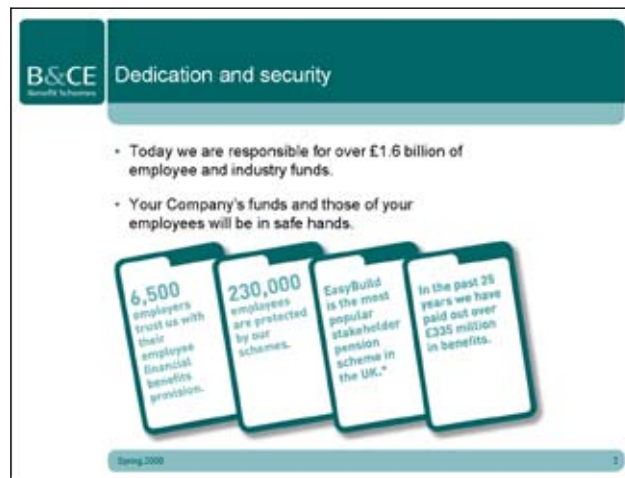 B&CE
Benefit Schemes
Dedication and security
• Today we are responsible for over £1.6 billion of
employee and industry funds.
• Your Company's funds and those of your
employees will be in safe hands.
6,500
employers
trust us with
their
employee
financial
benefits
provision.
230,000
employees
are protected
by our
schemes.
EasyBuild
is the most
popular
stakeholder
pension
scheme in
the UK.*
In the past 25
years we have
paid out over
£335 million
in benefits.